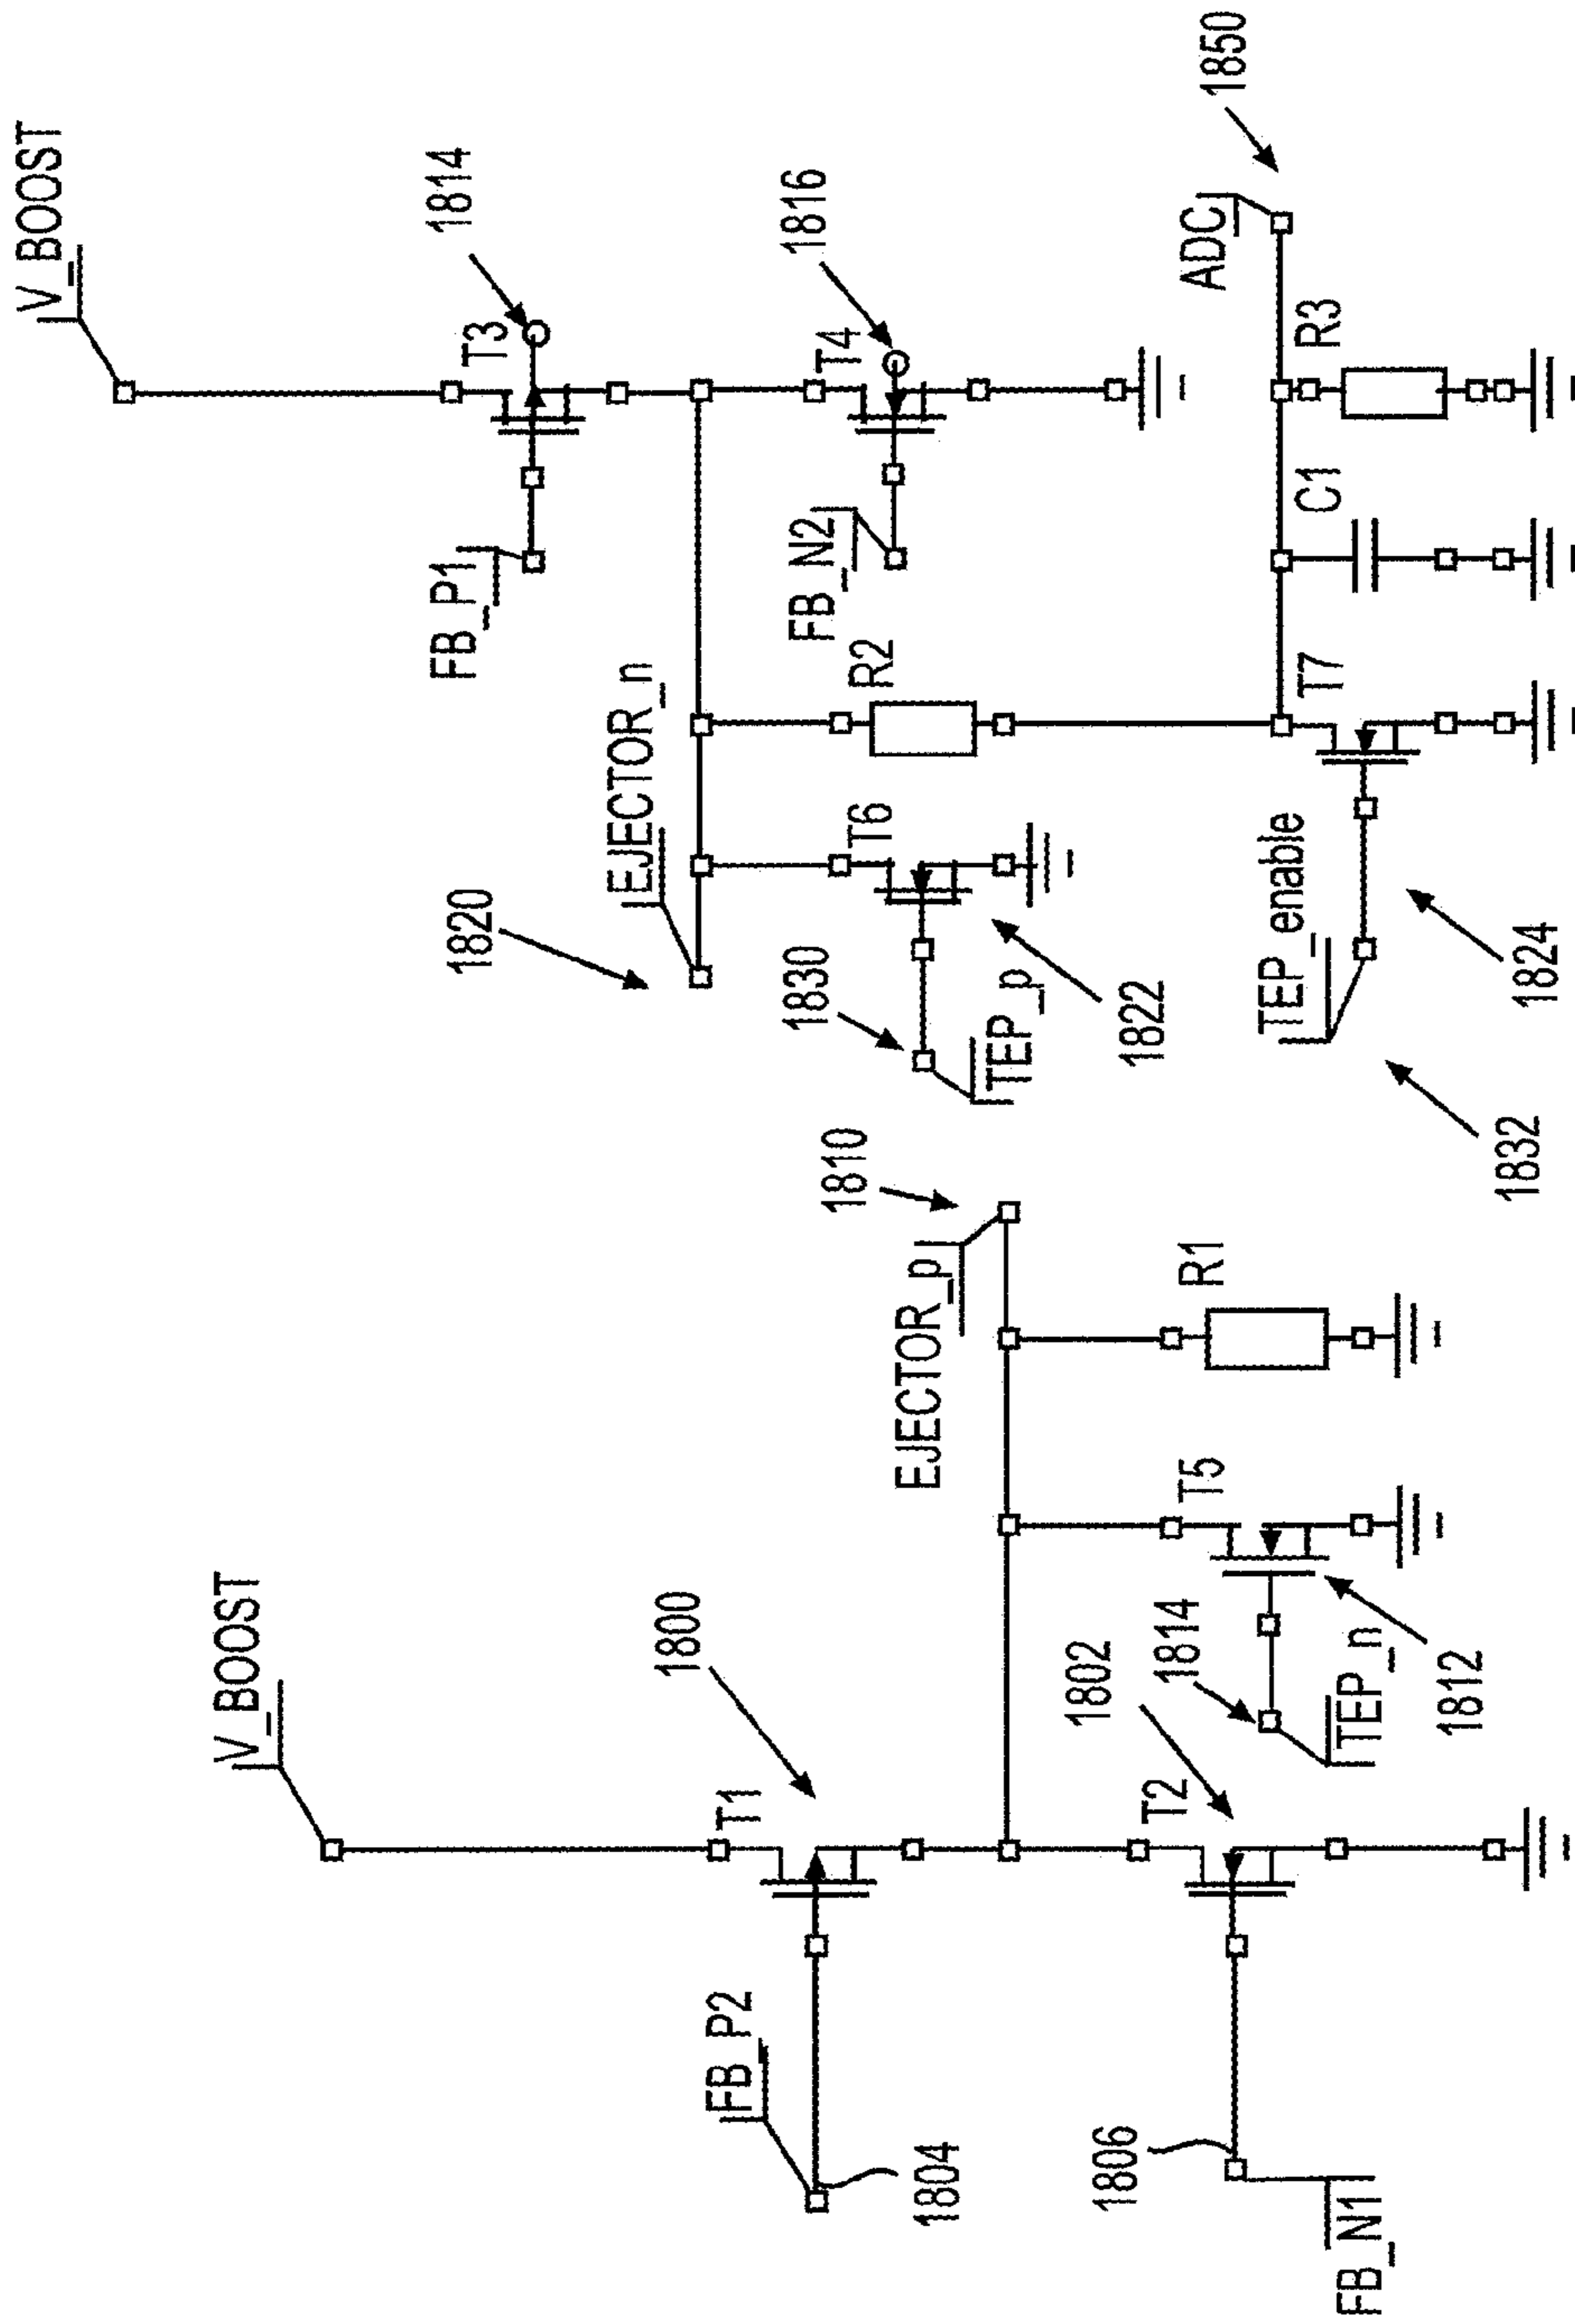 V_BOOST
FB_P2
1804
T1
1800
EJECTOR_p
1810
1806
FB_N1
T2
1802
1814
TEP_n
T5
1812
R1
V_BOOST
FB_P1
T3
1814
1820
EJECTOR_n
FB_N2
T4
1816
1830
TEP_p
T6
1822
R2
ADC
1850
TEP_enable
1832
1824
T7
C1
R3